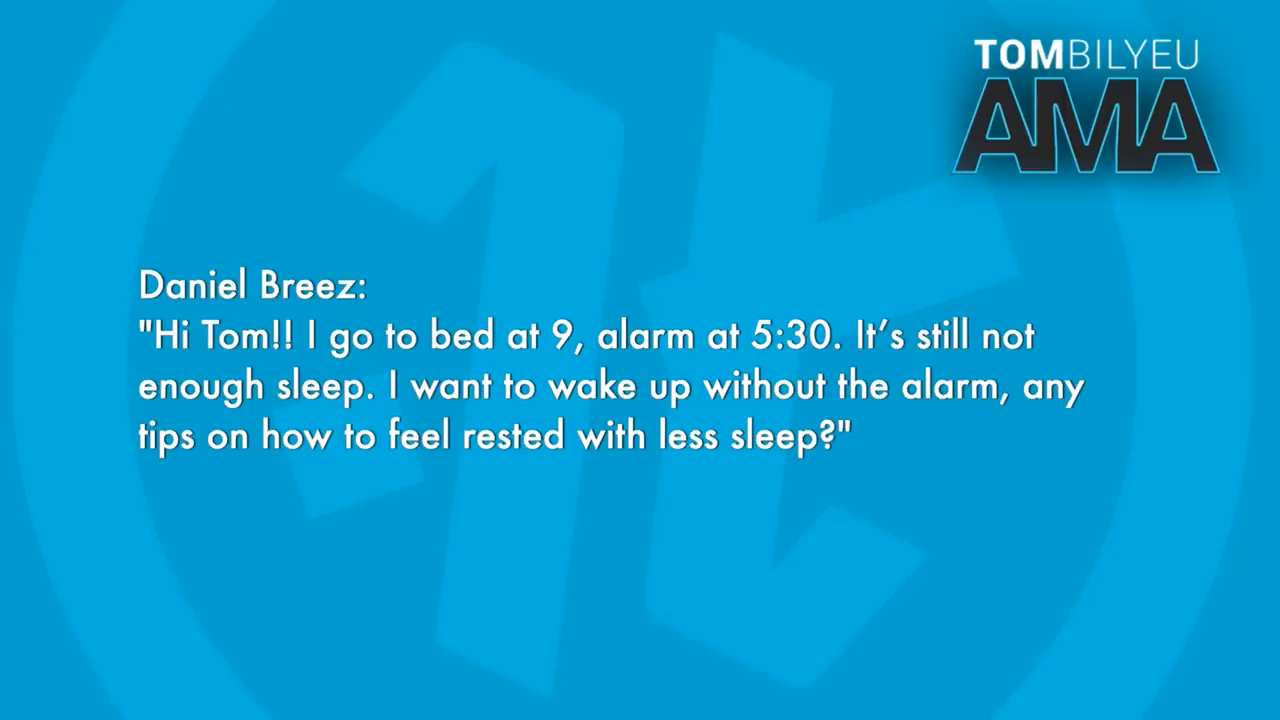 TOMBILYEU
AMA
Daniel Breez:
"Hi Tom!! I go to bed at 9, alarm at 5:30. It’s still not
enough sleep. I want to wake up without the alarm, any
tips on how to feel rested with less sleep?"